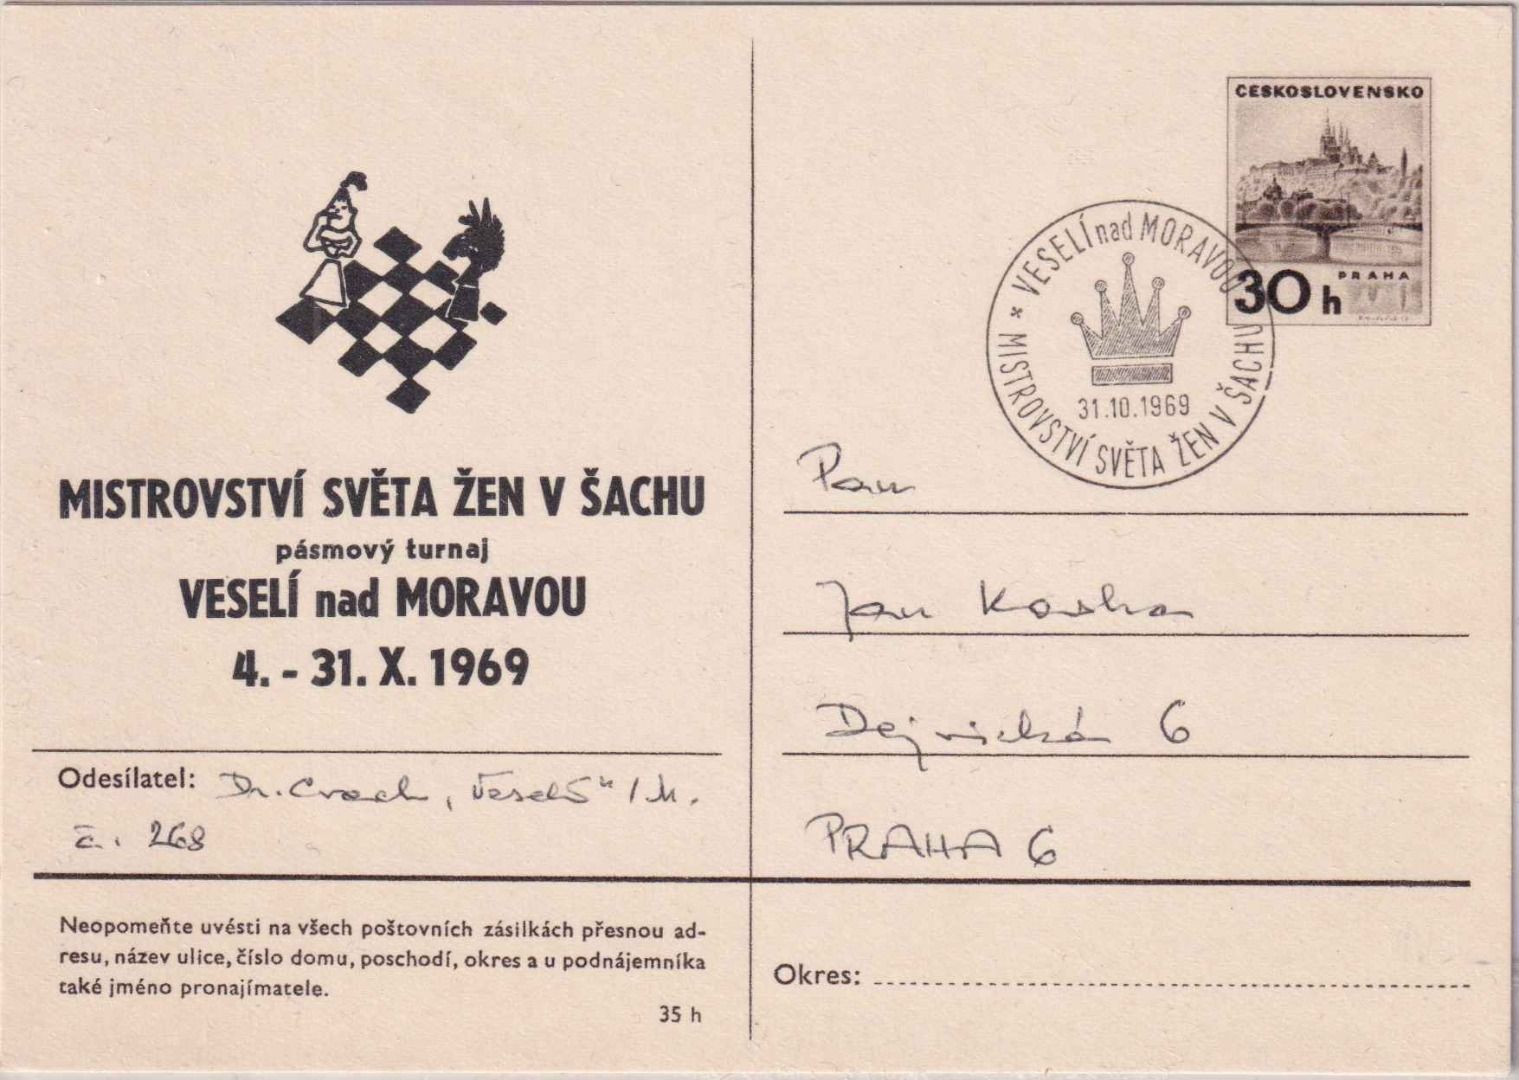 MISTROVSTVÍ SVĚTA ŽEN V ŠACHU
pásmový turnaj
VESELÍ nad MORAVOU
4. - 31. X. 1969
Odesílatel: Dr.
č. 268
Neopomeňte uvésti na všech poštovních zásilkách přesnou ad-
resu, název ulice, číslo domu, poschodí, okres a u podnájemníka
také jméno pronajímatele.
35 h
ČESKOSLOVENSKO
PRAHA
30 h
VESELÍ nad MORAVOU
31.10.1969
MISTROVSTVÍ SVĚTA ŽEN V ŠACHU
Pan
Jan
Dejvická 6
PRAHA 6
Okres: